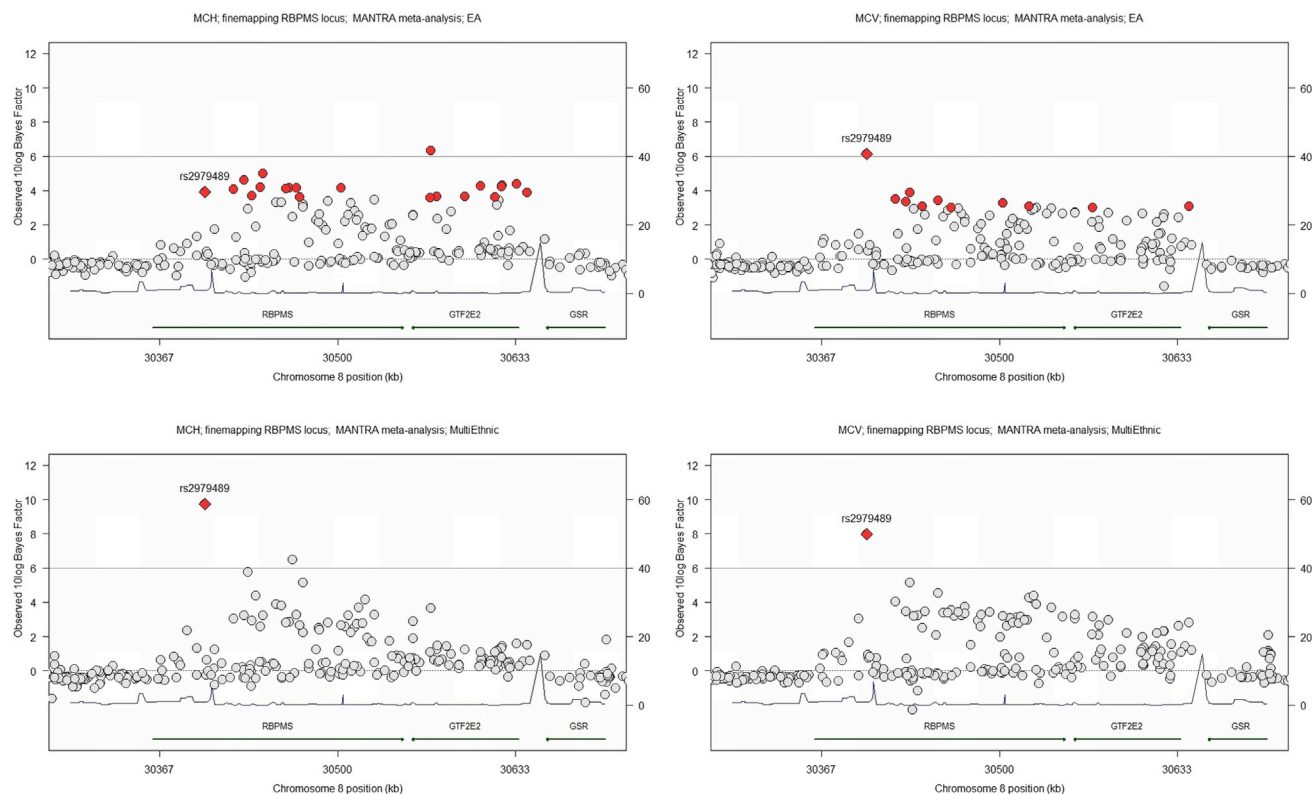 MCH; finemapping RBPMS locus; MANTRA meta-analysis; EA
12
10
8
6
4
2
0
60
40
20
0
Observed 10log Bayes Factor
rs2979489
RBPMS
GTF2E2
GSR
30367
30500
30633
Chromosome 8 position (kb)
MCV; finemapping RBPMS locus; MANTRA meta-analysis; EA
12
10
8
6
4
2
0
60
40
20
0
Observed 10log Bayes Factor
rs2979489
RBPMS
GTF2E2
GSR
30367
30500
30633
Chromosome 8 position (kb)
MCH; finemapping RBPMS locus; MANTRA meta-analysis; MultiEthnic
12
10
8
6
4
2
0
60
40
20
0
Observed 10log Bayes Factor
rs2979489
RBPMS
GTF2E2
GSR
30367
30500
30633
Chromosome 8 position (kb)
MCV; finemapping RBPMS locus; MANTRA meta-analysis; MultiEthnic
12
10
8
6
4
2
0
60
40
20
0
Observed 10log Bayes Factor
rs2979489
RBPMS
GTF2E2
GSR
30367
30500
30633
Chromosome 8 position (kb)